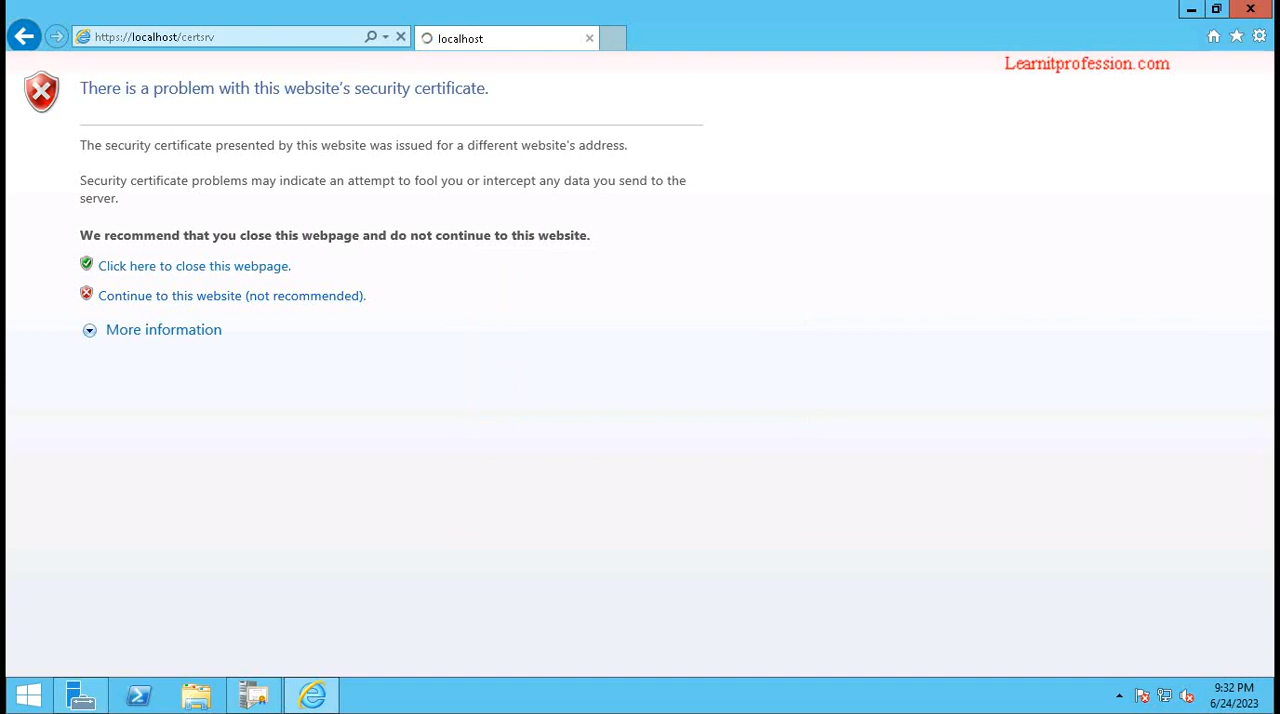 https://localhost/certsrv
localhost
Learnitprofession.com
There is a problem with this website's security certificate.
The security certificate presented by this website was issued for a different website's address.
Security certificate problems may indicate an attempt to fool you or intercept any data you send to the
server.
We recommend that you close this webpage and do not continue to this website.
Click here to close this webpage.
Continue to this website (not recommended).
More information
9:32 PM
6/24/2023